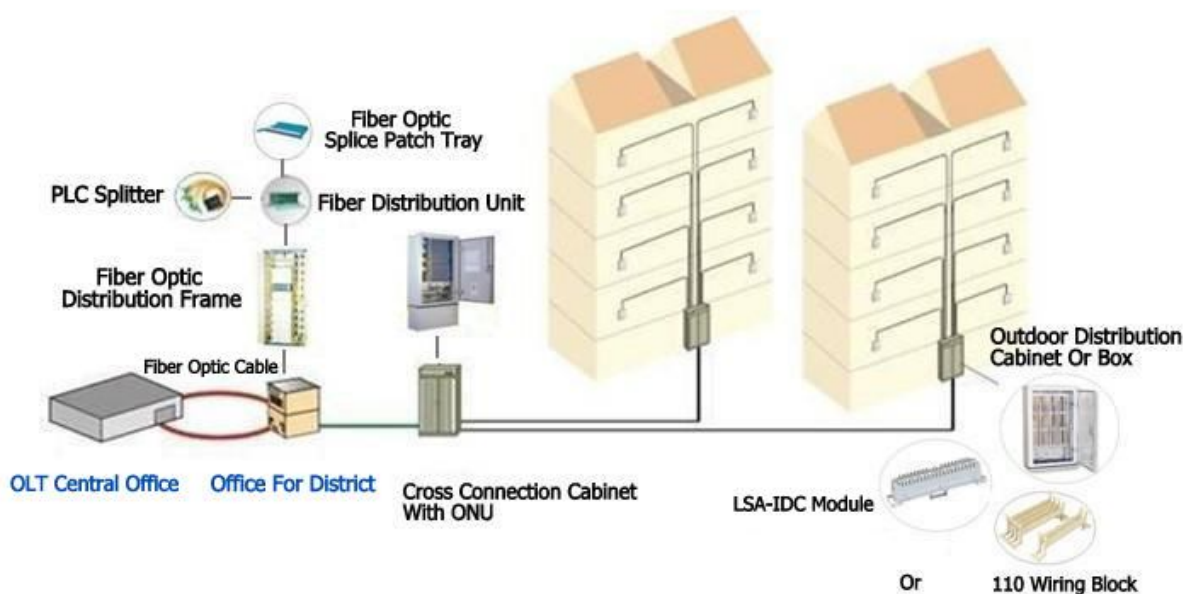 Fiber Optic
Splice Patch Tray
PLC Splitter
Fiber Distribution Unit
Fiber Optic
Distribution Frame
Outdoor Distribution
Cabinet Or Box
Fiber Optic Cable
OLT Central Office
Office For District
Cross Connection Cabinet
With ONU
LSA-IDC Module
Or
110 Wiring Block